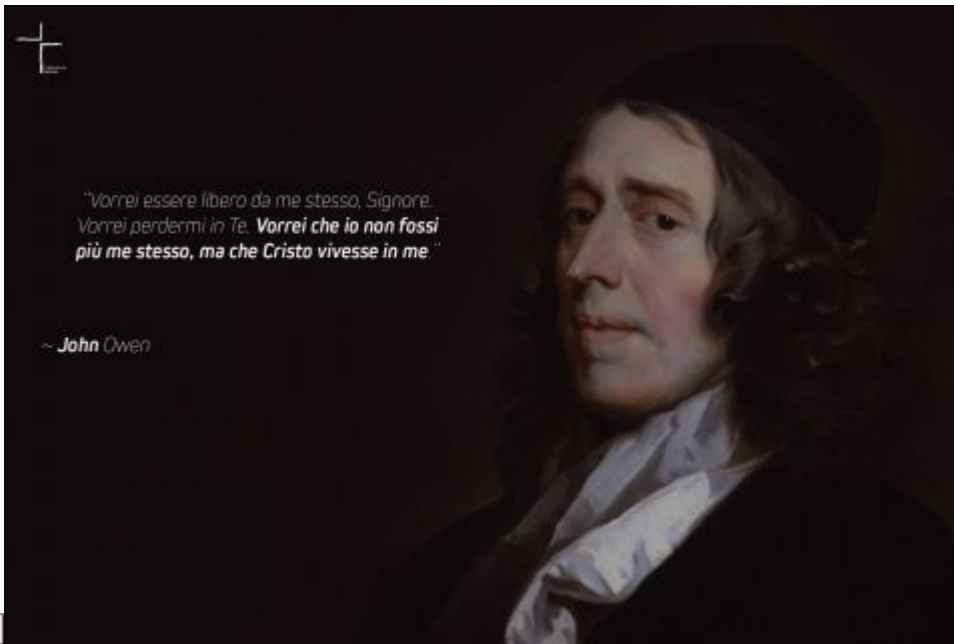 "Vorrei essere libero da me stesso, Signore.
Vorrei perdermi in Te. Vorrei che io non fossi
più me stesso, ma che Cristo vivesse in me."
~ John Owen